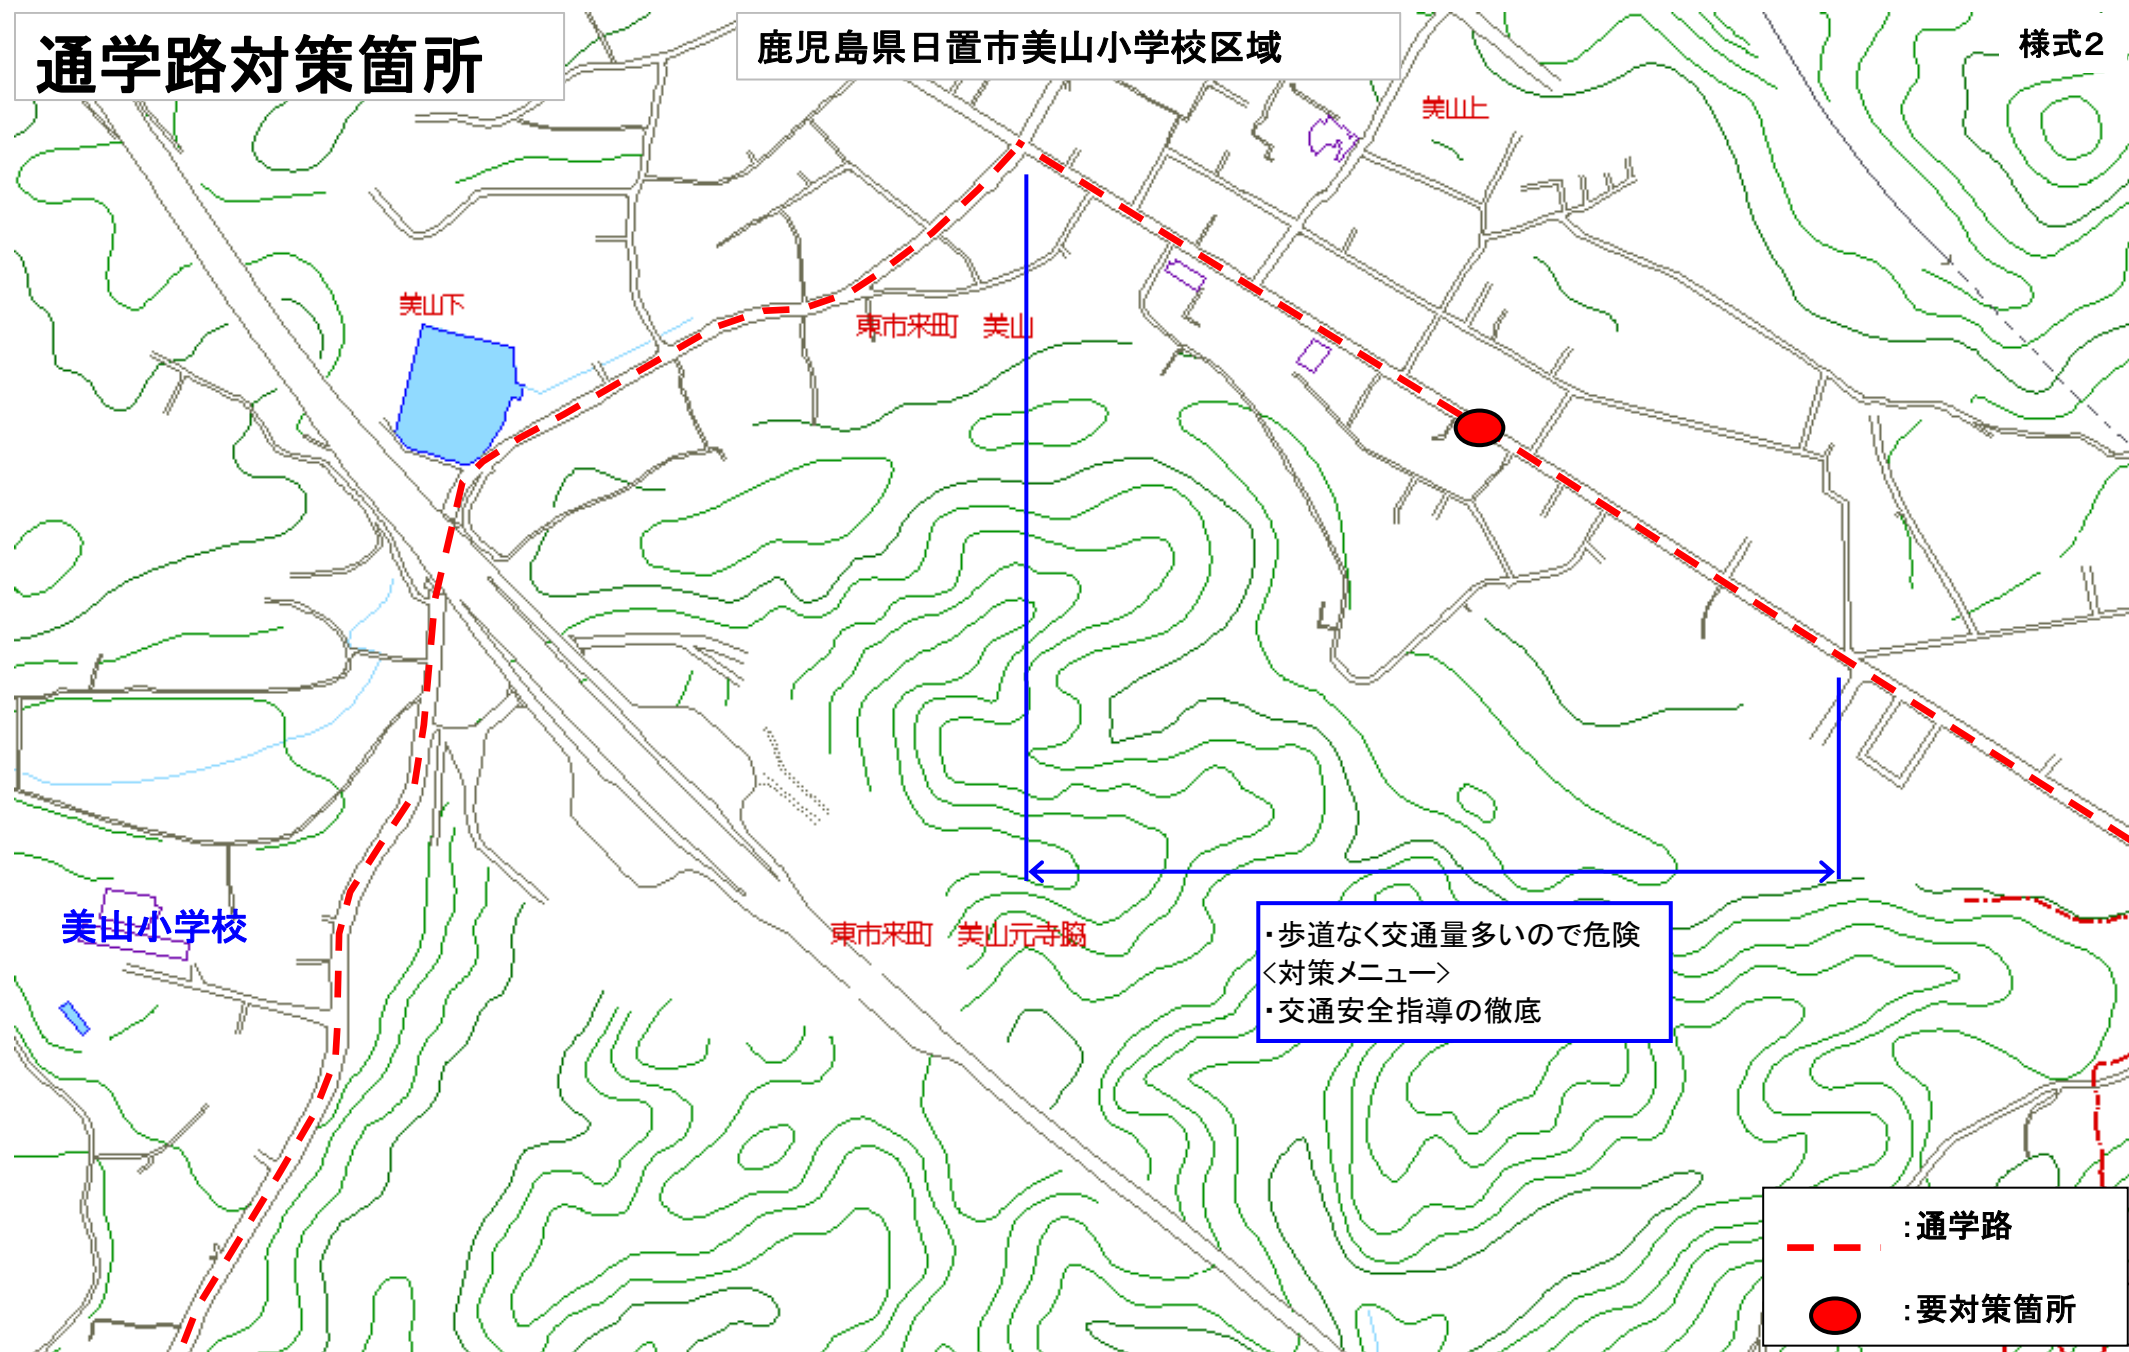 通学路対策箇所
鹿児島県日置市美山小学校区域
様式２
美山上
美山下
東市来町　美山
美山小学校
東市来町　美山元寺脇
・歩道なく交通量多いので危険
＜対策メニュー＞
・交通安全指導の徹底
：通学路
：要対策箇所